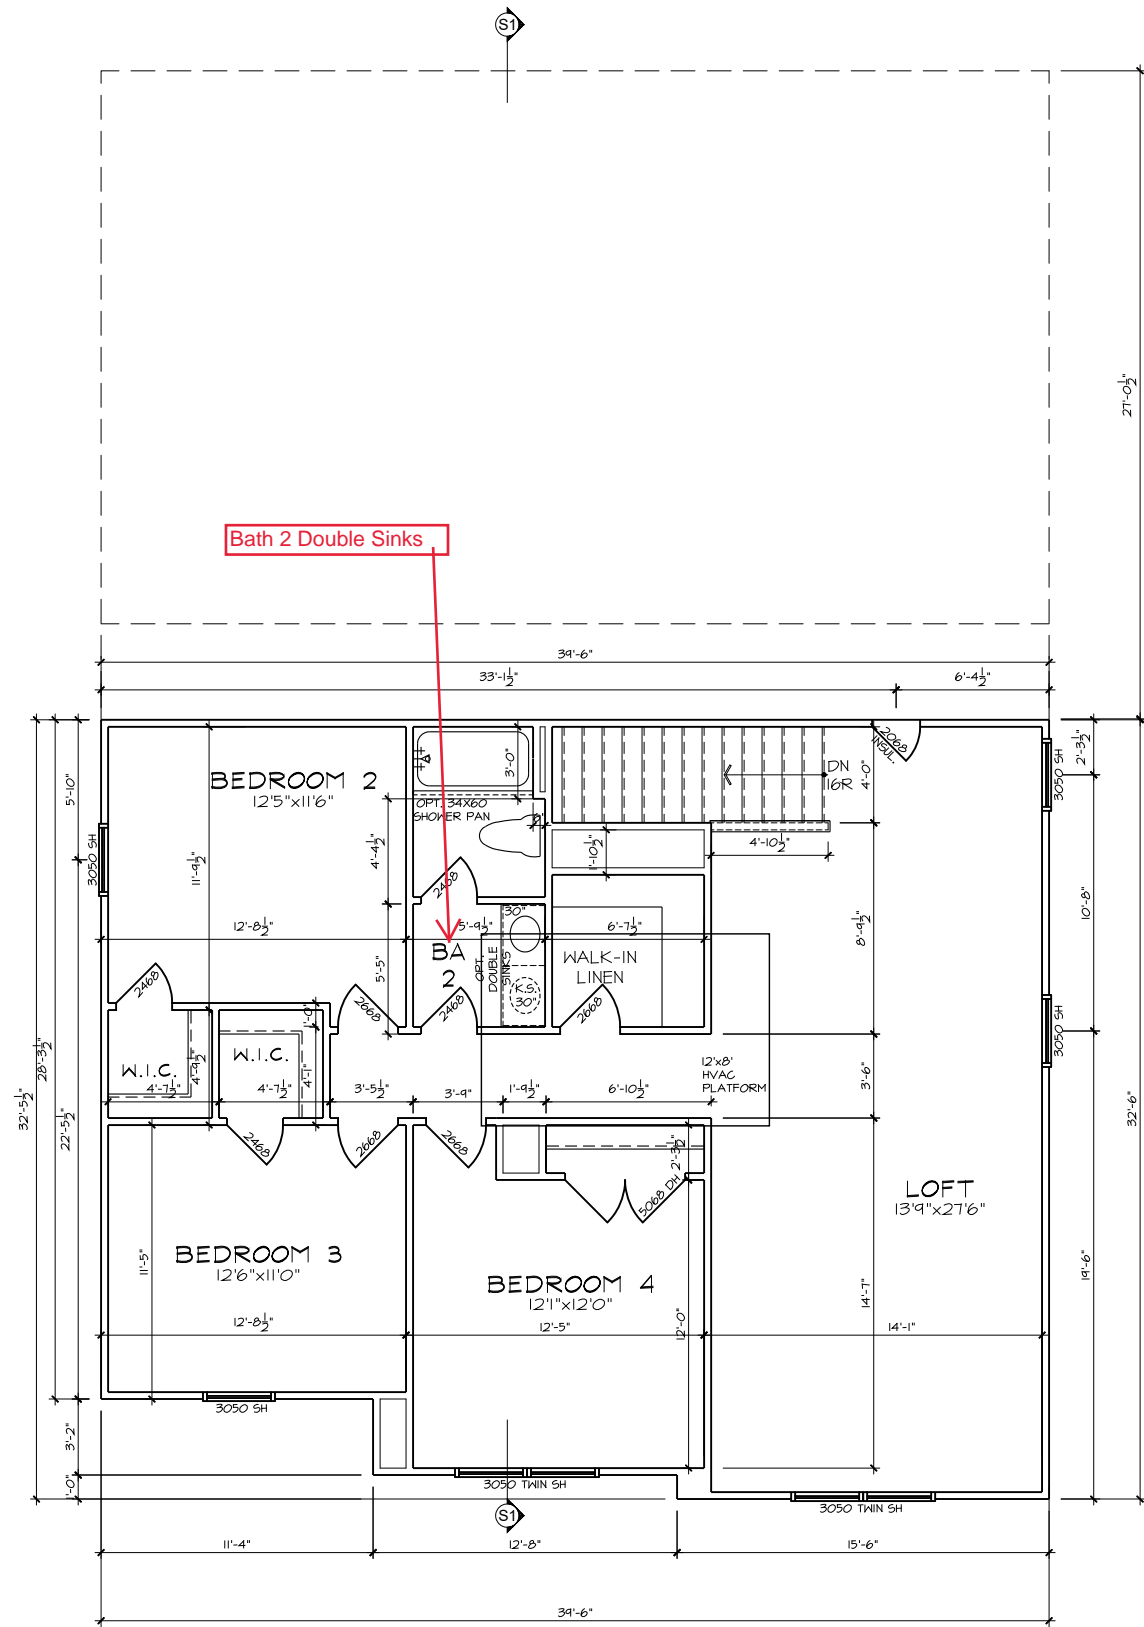 S1
27'-0½"
Bath 2 Double Sinks
39'-6"
33'-1½"
6'-4½"
5'-10"
3050 SH
BEDROOM 2
12'5"x11'6"
11'-9½"
12'-8½"
3'-0"
OPT. 34X60
SHOWER PAN
6"
4'-4½"
2468
5'-9½"
30"
BA
2
OPT.
DOUBLE
SINKS
K.S.
30"
5'-5"
2468
2668
DN
16R
4'-0"
2068
INSUL.
4'-10½"
1'-10½"
6'-7½"
WALK-IN
LINEN
2668
8'-9½"
3050 SH
2'-3½"
10'-8"
3050 SH
2468
W.I.C.
4'-7½"
4'-9½"
W.I.C.
4'-7½"
4'-1"
1'-0"
3'-5½"
3'-9"
1'-9½"
6'-10½"
12'x8'
HVAC
PLATFORM
3'-6"
2468
2668
2668
2'-3½"
5068 DH
LOFT
13'9"x27'6"
BEDROOM 3
12'6"x11'0"
11'-5"
12'-8½"
BEDROOM 4
12'1"x12'0"
12'-5"
12'-0"
14'-7"
14'-1"
19'-6"
32'-6"
32'-5½"
28'-3½"
22'-5½"
3'-2"
1'-0"
3050 SH
3050 TWIN SH
3050 TWIN SH
S1
11'-4"
12'-8"
15'-6"
39'-6"